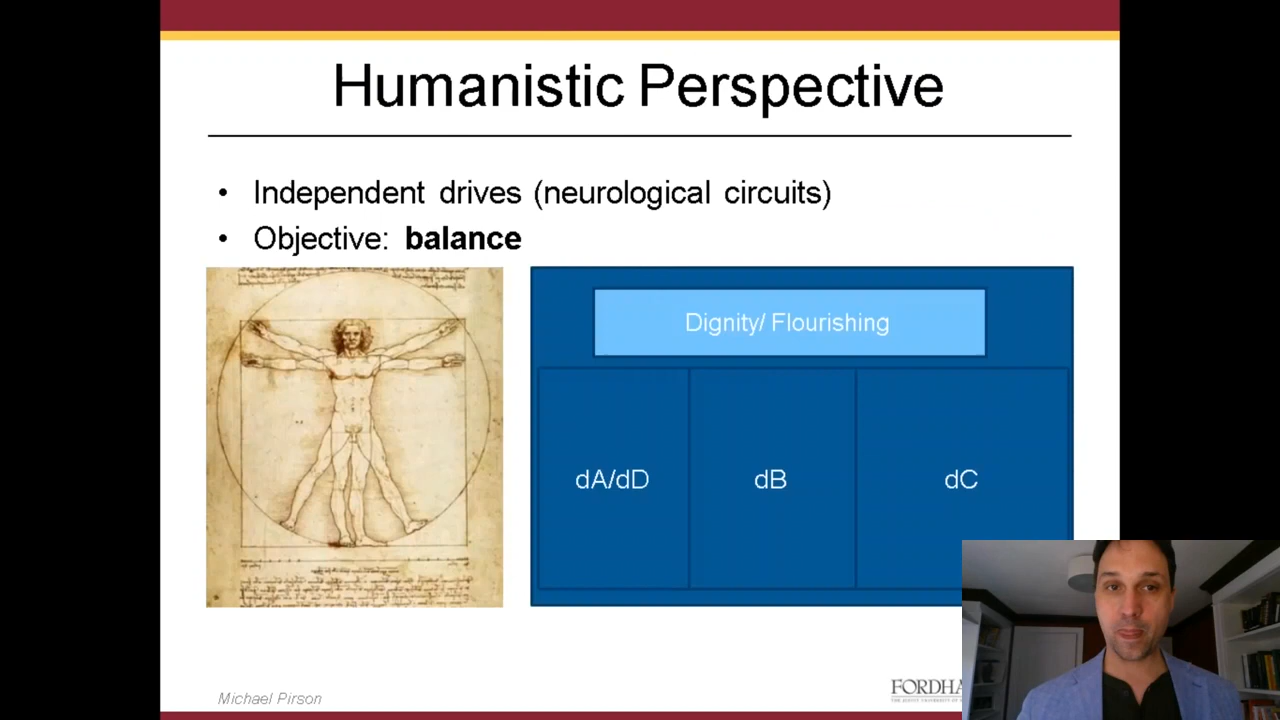 Humanistic Perspective
• Independent drives (neurological circuits)
• Objective: balance
Dignity/ Flourishing
dA/dD
dB
dC
Michael Pirson
FORDHA